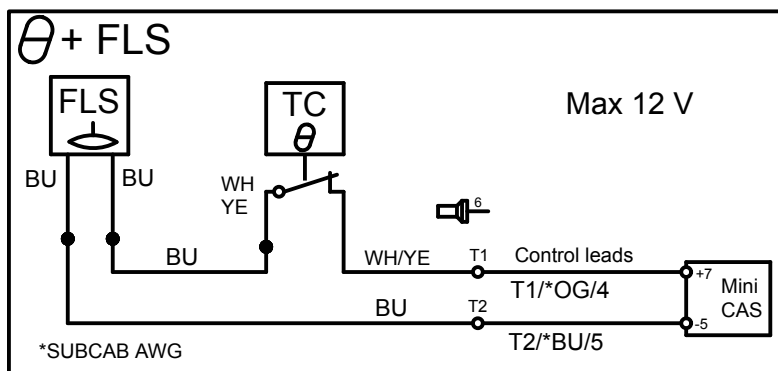 θ + FLS
FLS
TC
θ
Max 12 V
BU
BU
WH
YE
6
BU
WH/YE
T1
Control leads
+7
T1/*OG/4
Mini
CAS
BU
T2
-5
T2/*BU/5
*SUBCAB AWG